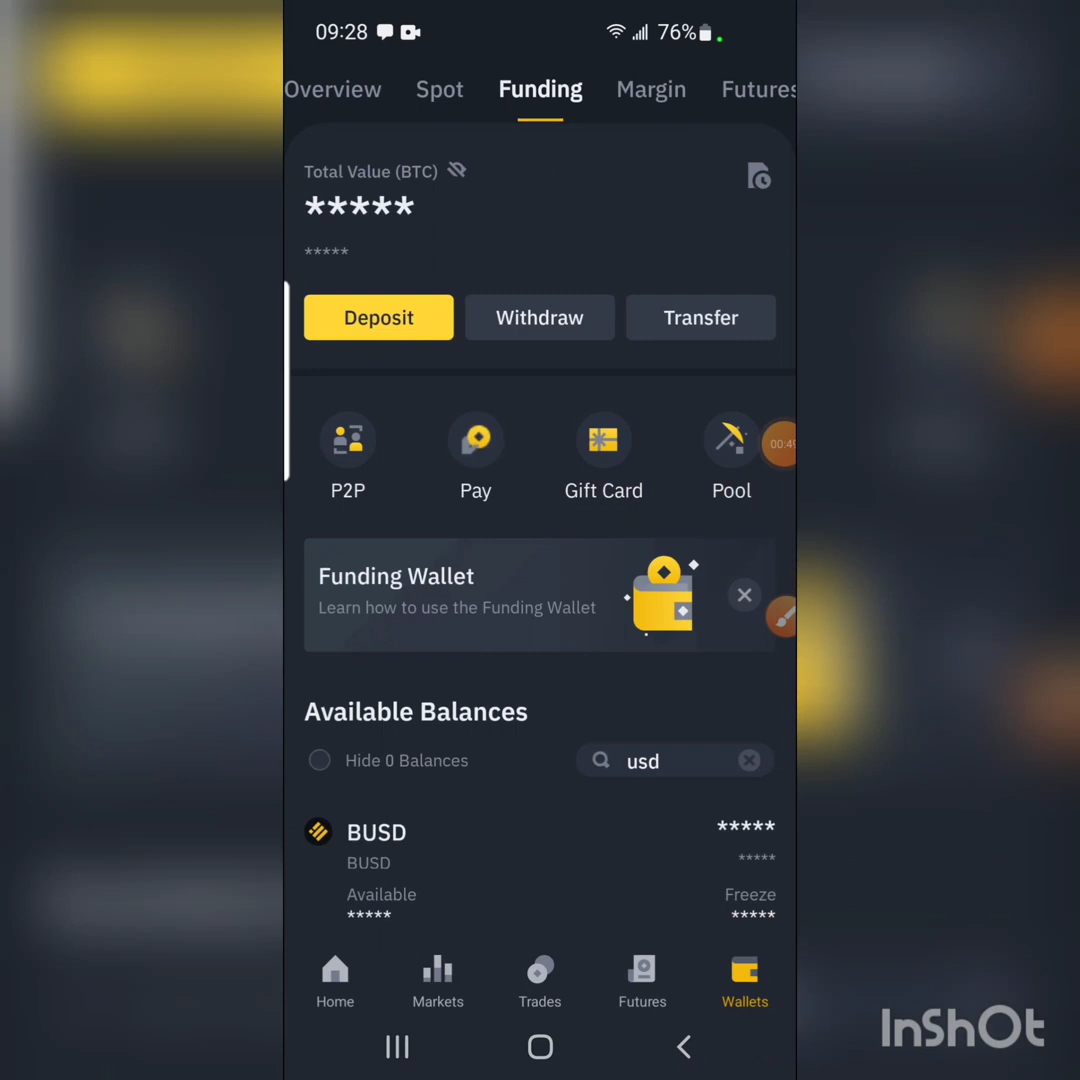 09:28 76%
Overview Spot Funding Margin Futures
Total Value (BTC)
*****
*****
Deposit Withdraw Transfer
00:49
P2P Pay Gift Card Pool
Funding Wallet
Learn how to use the Funding Wallet
Available Balances
Hide 0 Balances usd
BUSD *****
BUSD *****
Available Freeze
***** *****
Home Markets Trades Futures Wallets
InShOt